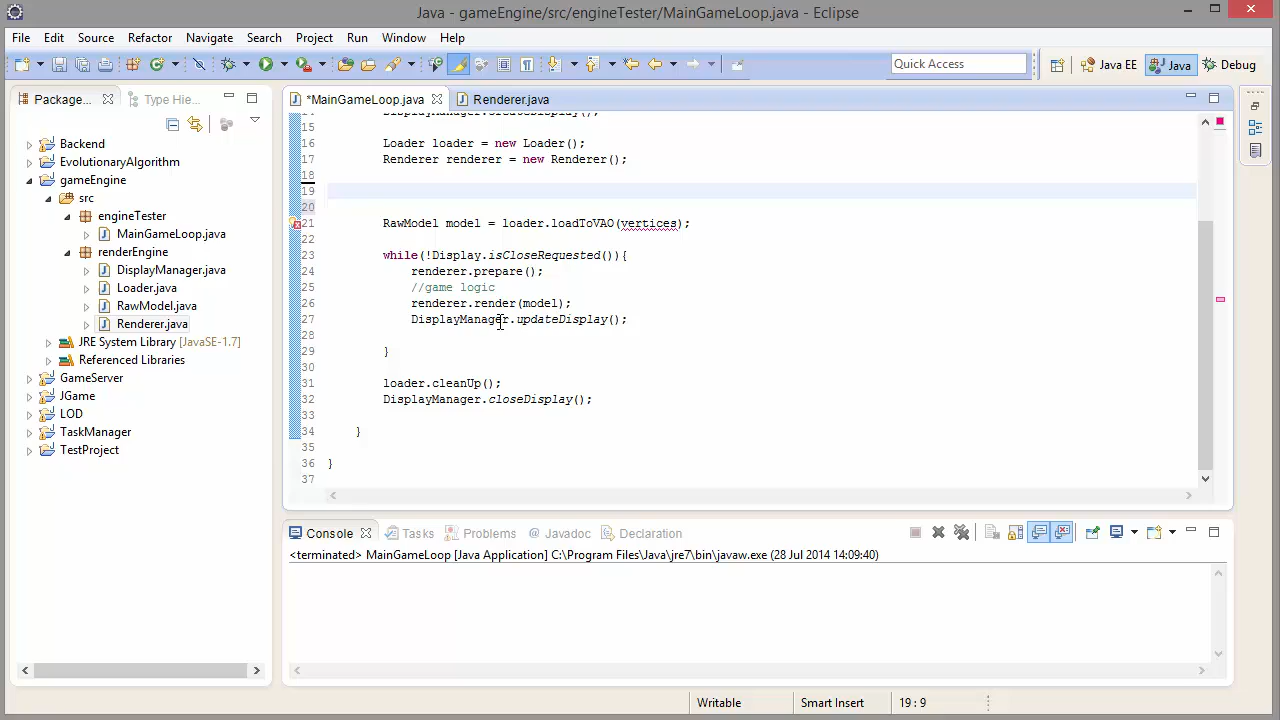 Java - gameEngine/src/engineTester/MainGameLoop.java - Eclipse
File Edit Source Refactor Navigate Search Project Run Window Help
Quick Access Java EE Java Debug
Package... Type Hie... *MainGameLoop.java Renderer.java
Backend
EvolutionaryAlgorithm
gameEngine
src
engineTester
MainGameLoop.java
renderEngine
DisplayManager.java
Loader.java
RawModel.java
Renderer.java
JRE System Library [JavaSE-1.7]
Referenced Libraries
GameServer
JGame
LOD
TaskManager
TestProject
14 DisplayManager.createDisplay();
15
16 Loader loader = new Loader();
17 Renderer renderer = new Renderer();
18
19
20
21 RawModel model = loader.loadToVAO(vertices);
22
23 while(!Display.isCloseRequested()){
24 renderer.prepare();
25 //game logic
26 renderer.render(model);
27 DisplayManager.updateDisplay();
28
29 }
30
31 loader.cleanUp();
32 DisplayManager.closeDisplay();
33
34 }
35
36 }
37
Console Tasks Problems @ Javadoc Declaration
<terminated> MainGameLoop [Java Application] C:\Program Files\Java\jre7\bin\javaw.exe (28 Jul 2014 14:09:40)
Writable Smart Insert 19 : 9